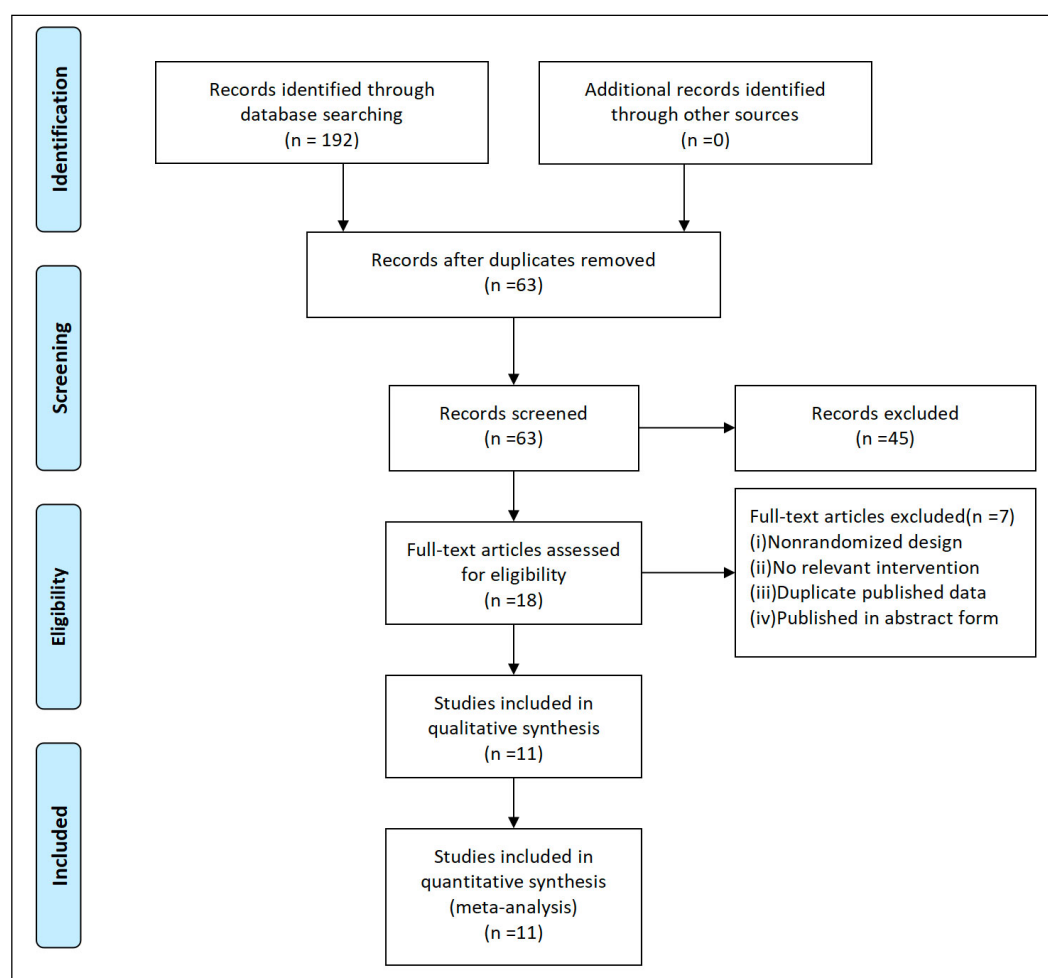 Identification
Records identified through
database searching
(n = 192)
Additional records identified
through other sources
(n =0)
Records after duplicates removed
(n =63)
Screening
Records screened
(n =63)
Records excluded
(n =45)
Eligibility
Full-text articles assessed
for eligibility
(n =18)
Full-text articles excluded(n =7)
(i)Nonrandomized design
(ii)No relevant intervention
(iii)Duplicate published data
(iv)Published in abstract form
Studies included in
qualitative synthesis
(n =11)
Included
Studies included in
quantitative synthesis
(meta-analysis)
(n =11)